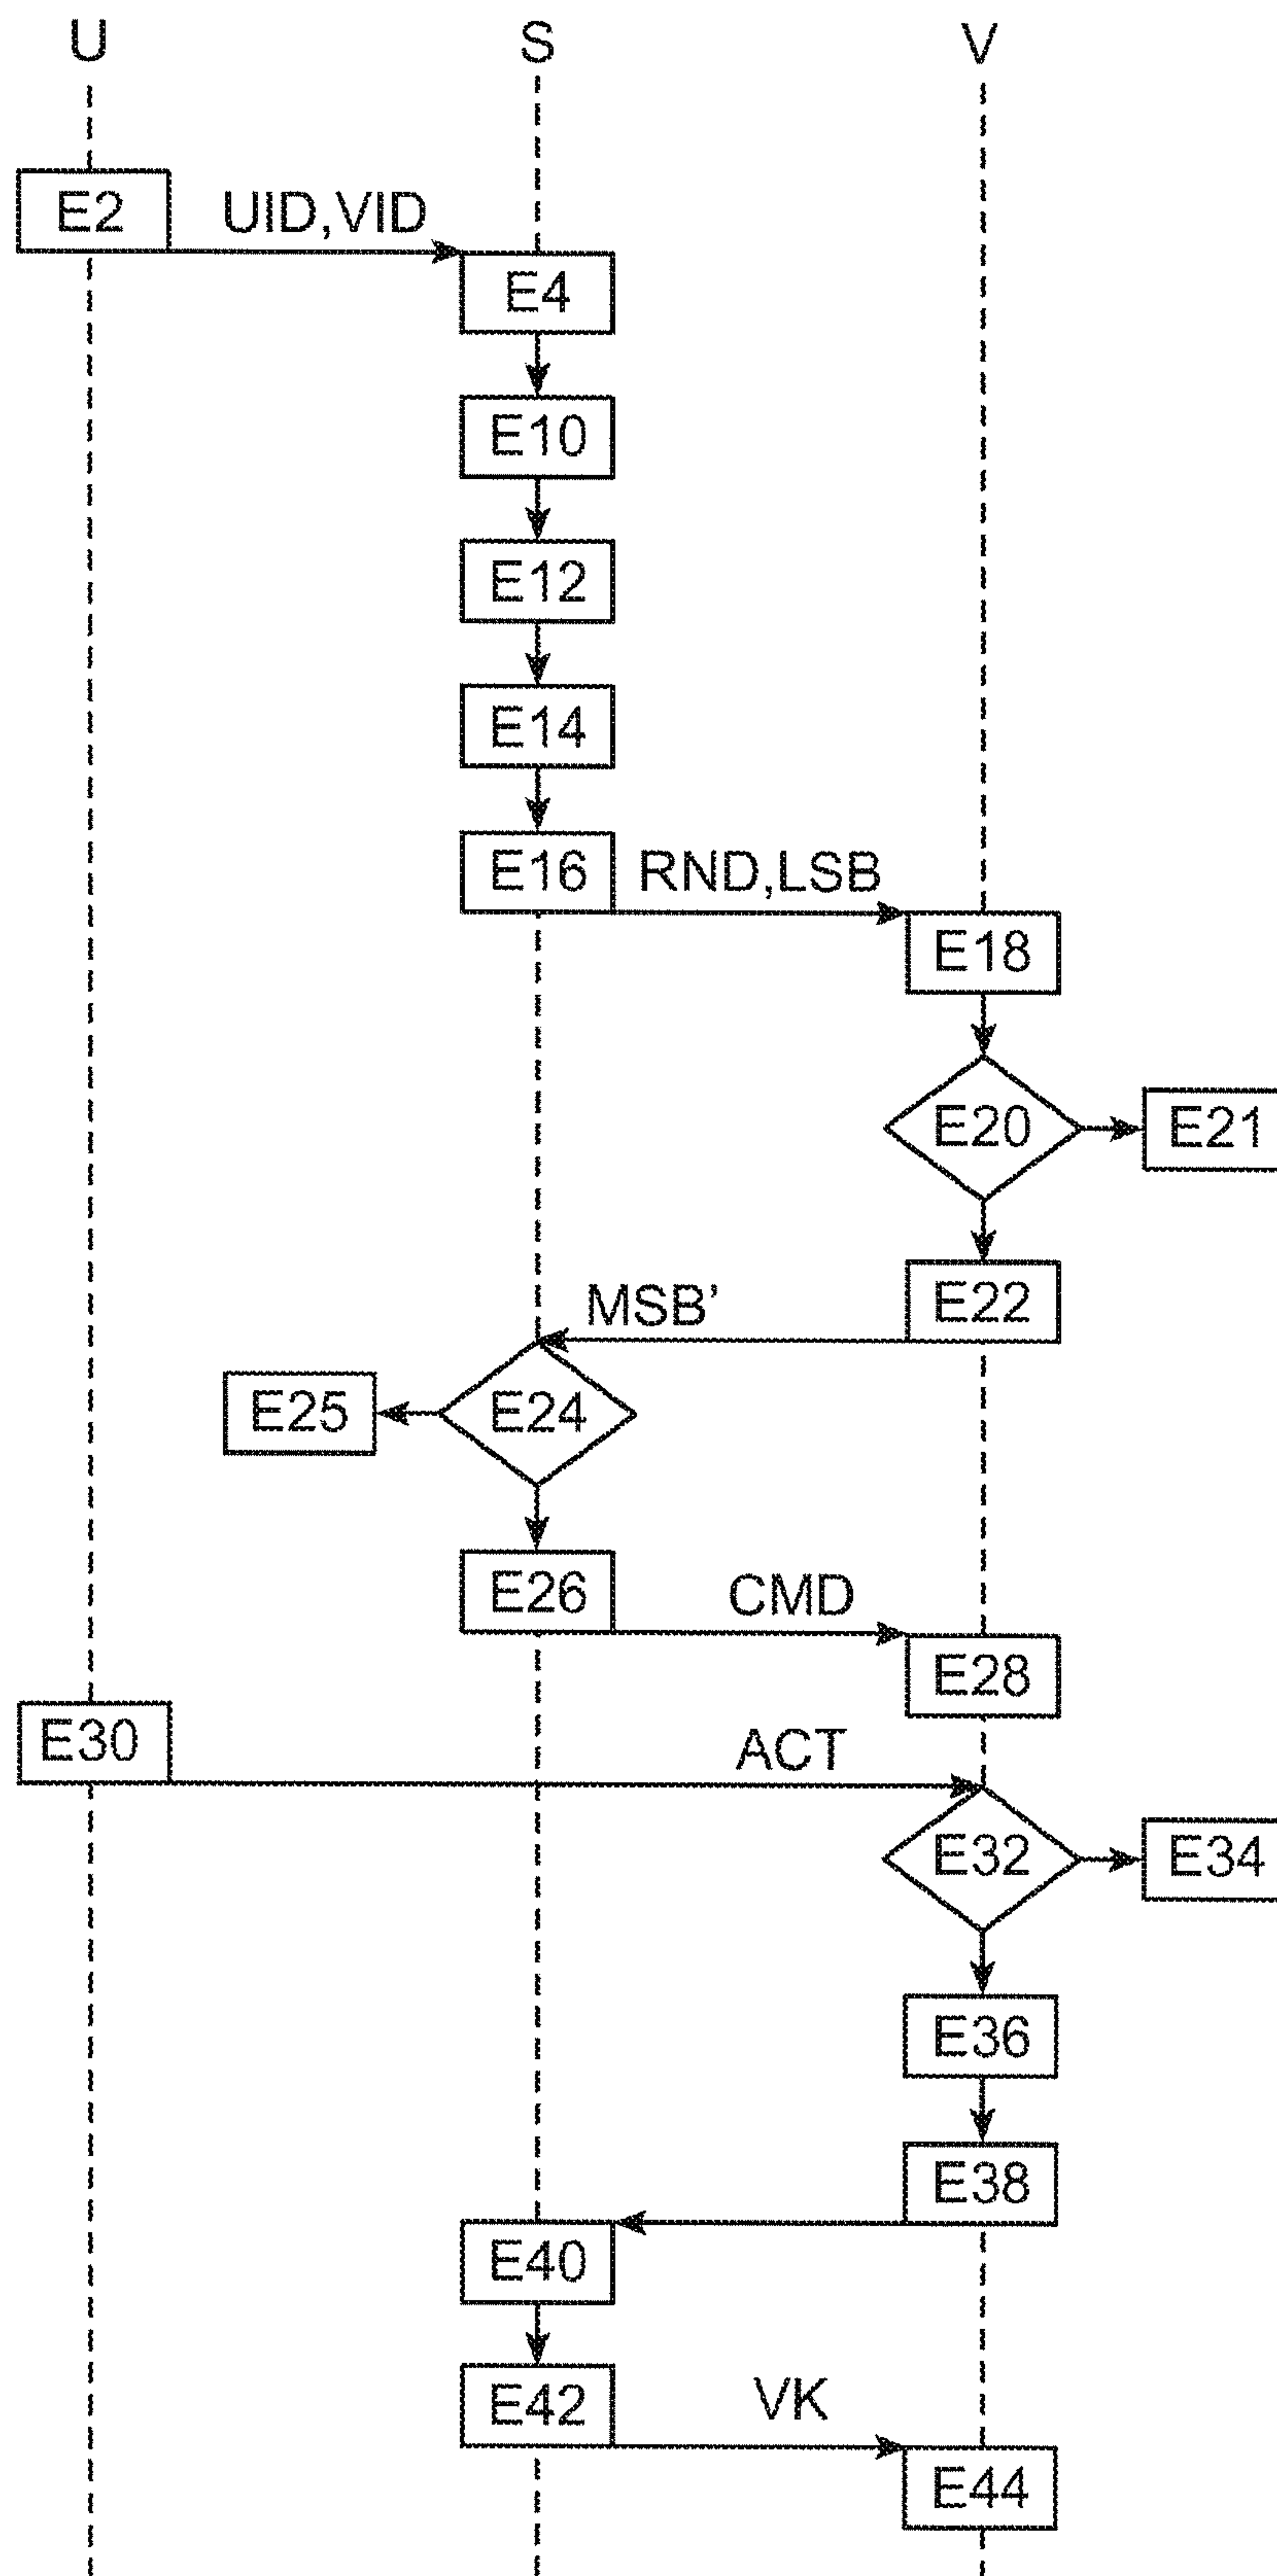 U S V
E2 UID,VID
E4
E10
E12
E14
E16 RND,LSB
E18
E20 E21
E22
MSB’
E25 E24
E26 CMD
E28
E30 ACT
E32 E34
E36
E38
E40
E42 VK
E44